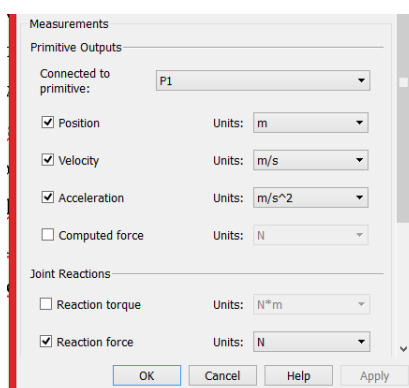 Measurements
Primitive Outputs
Connected to
primitive:
P1
Position Units: m
Velocity Units: m/s
Acceleration Units: m/s^2
Computed force Units: N
Joint Reactions
Reaction torque Units: N*m
Reaction force Units: N
OK Cancel Help Apply